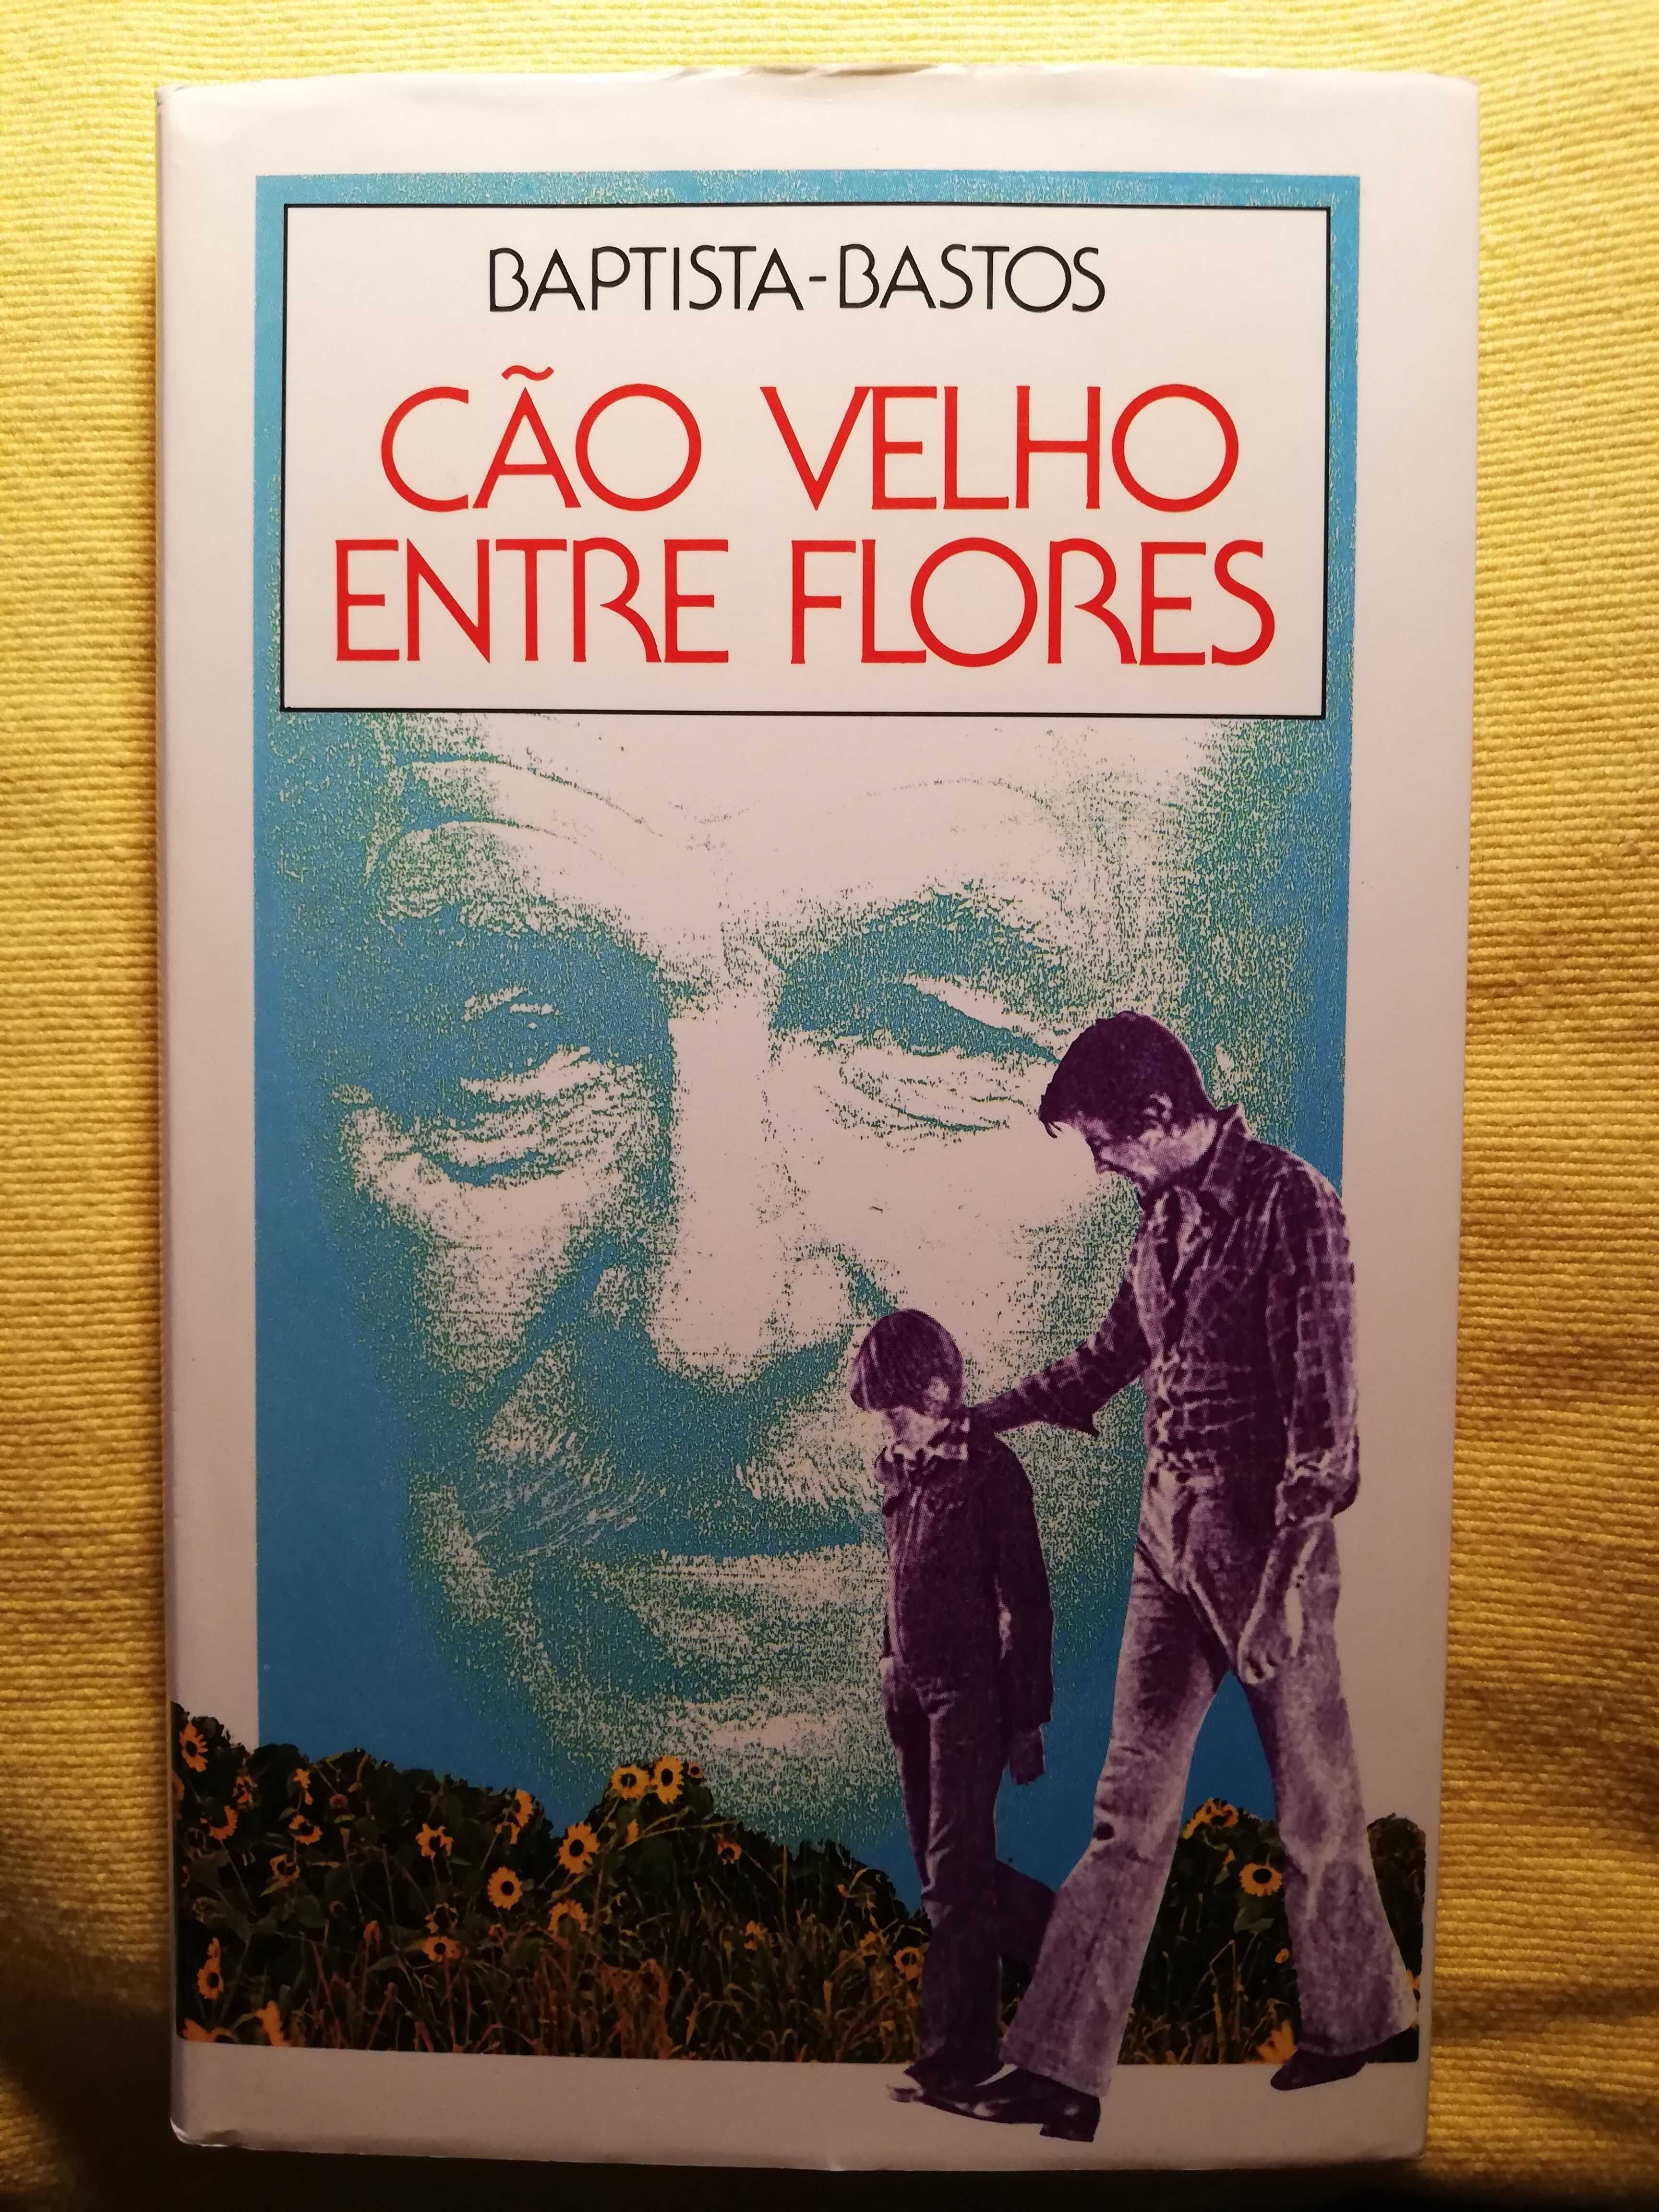 BAPTISTA-BASTOS
CÃO VELHO
ENTRE FLORES